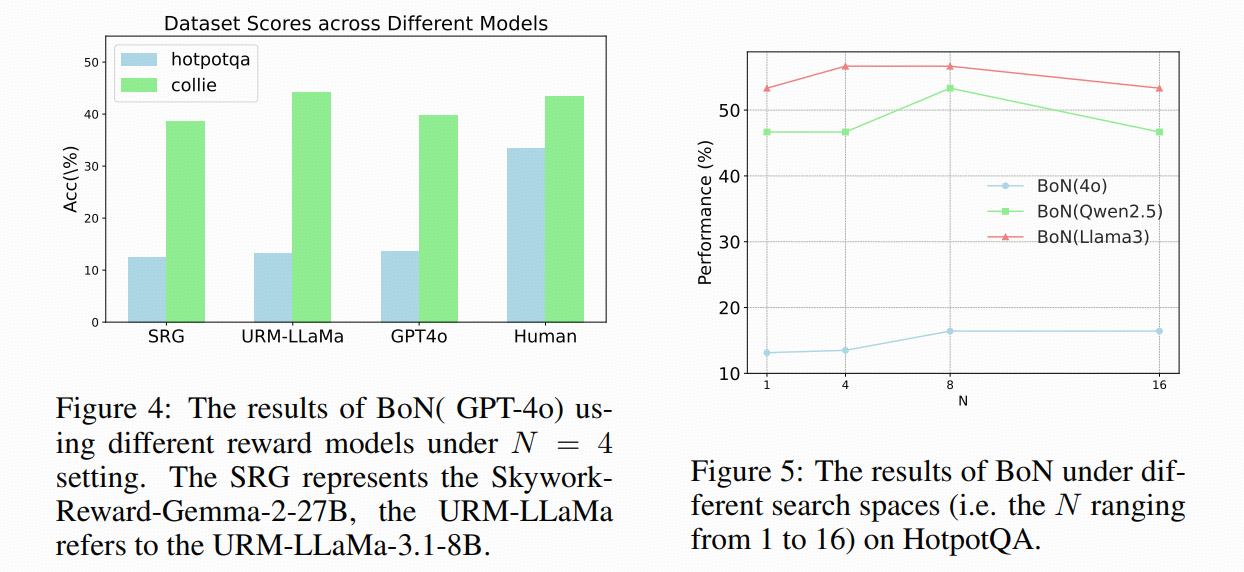 Dataset Scores across Different Models
hotpotqa
collie
Acc(\%)
50
40
30
20
10
0
SRG
URM-LLaMa
GPT4o
Human
Figure 4: The results of BoN( GPT-4o) us-
ing different reward models under N = 4
setting. The SRG represents the Skywork-
Reward-Gemma-2-27B, the URM-LLaMa
refers to the URM-LLaMa-3.1-8B.
Performance (%)
50
40
30
20
10
BoN(4o)
BoN(Qwen2.5)
BoN(Llama3)
1
4
8
16
N
Figure 5: The results of BoN under dif-
ferent search spaces (i.e. the N ranging
from 1 to 16) on HotpotQA.